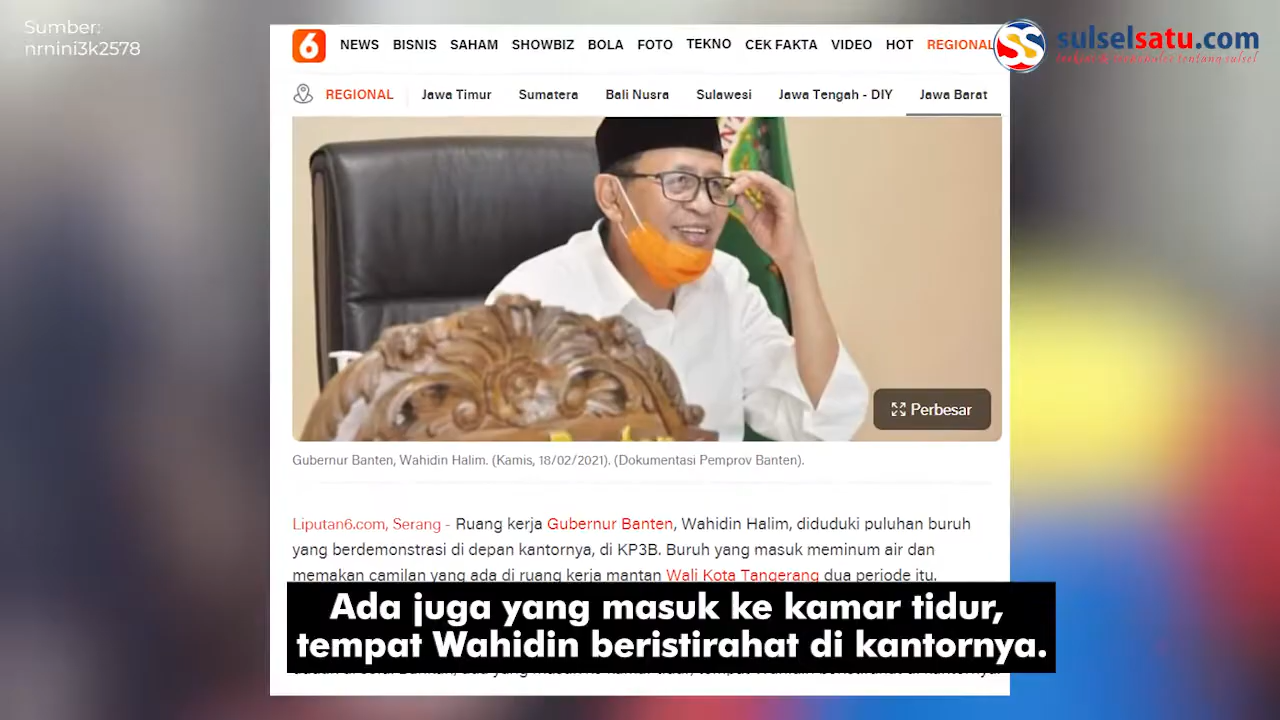 Sumber:
nrnini3k2578
6 NEWS BISNIS SAHAM SHOWBIZ BOLA FOTO TEKNO CEK FAKTA VIDEO HOT REGIONAL
sulselsatu.com
REGIONAL Jawa Timur Sumatera Bali Nusra Sulawesi Jawa Tengah - DIY Jawa Barat
Perbesar
Gubernur Banten, Wahidin Halim. (Kamis, 18/02/2021). (Dokumentasi Pemprov Banten).
Liputan6.com, Serang - Ruang kerja Gubernur Banten, Wahidin Halim, diduduki puluhan buruh
yang berdemonstrasi di depan kantornya, di KP3B. Buruh yang masuk meminum air dan
memakan camilan yang ada di ruang kerja mantan Wali Kota Tangerang dua periode itu.
Ada juga yang masuk ke kamar tidur,
tempat Wahidin beristirahat di kantornya.